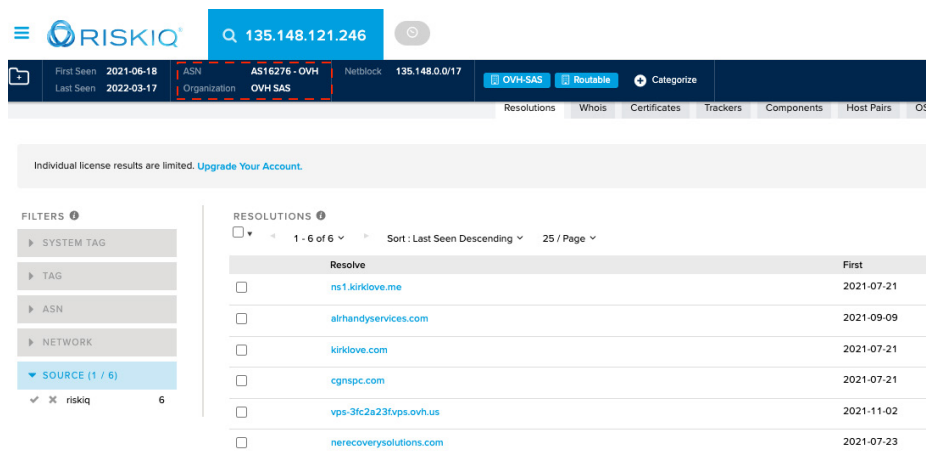 RISKIQ 135.148.121.246
First Seen 2021-06-18 ASN AS16276 - OVH Netblock 135.148.0.0/17 OVH-SAS Routable Categorize
Last Seen 2022-03-17 Organization OVH SAS
Resolutions Whois Certificates Trackers Components Host Pairs OS
Individual license results are limited. Upgrade Your Account.
FILTERS
SYSTEM TAG
TAG
ASN
NETWORK
SOURCE (1 / 6)
riskiq 6
RESOLUTIONS
1 - 6 of 6 Sort : Last Seen Descending 25 / Page
Resolve First
ns1.kirklove.me 2021-07-21
alrhandyservices.com 2021-09-09
kirklove.com 2021-07-21
cgnspc.com 2021-07-21
vps-3fc2a23f.vps.ovh.us 2021-11-02
nerecoverysolutions.com 2021-07-23